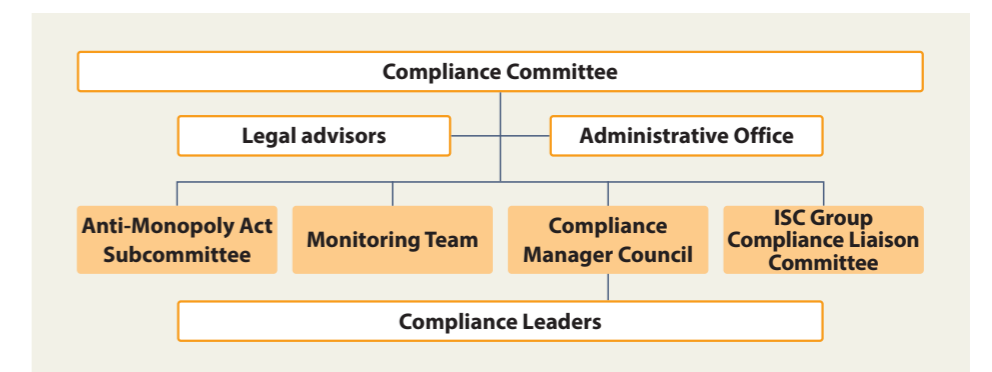 Compliance Committee
Legal advisors
Administrative Office
Anti-Monopoly Act
Subcommittee
Monitoring Team
Compliance
Manager Council
ISC Group
Compliance Liaison
Committee
Compliance Leaders